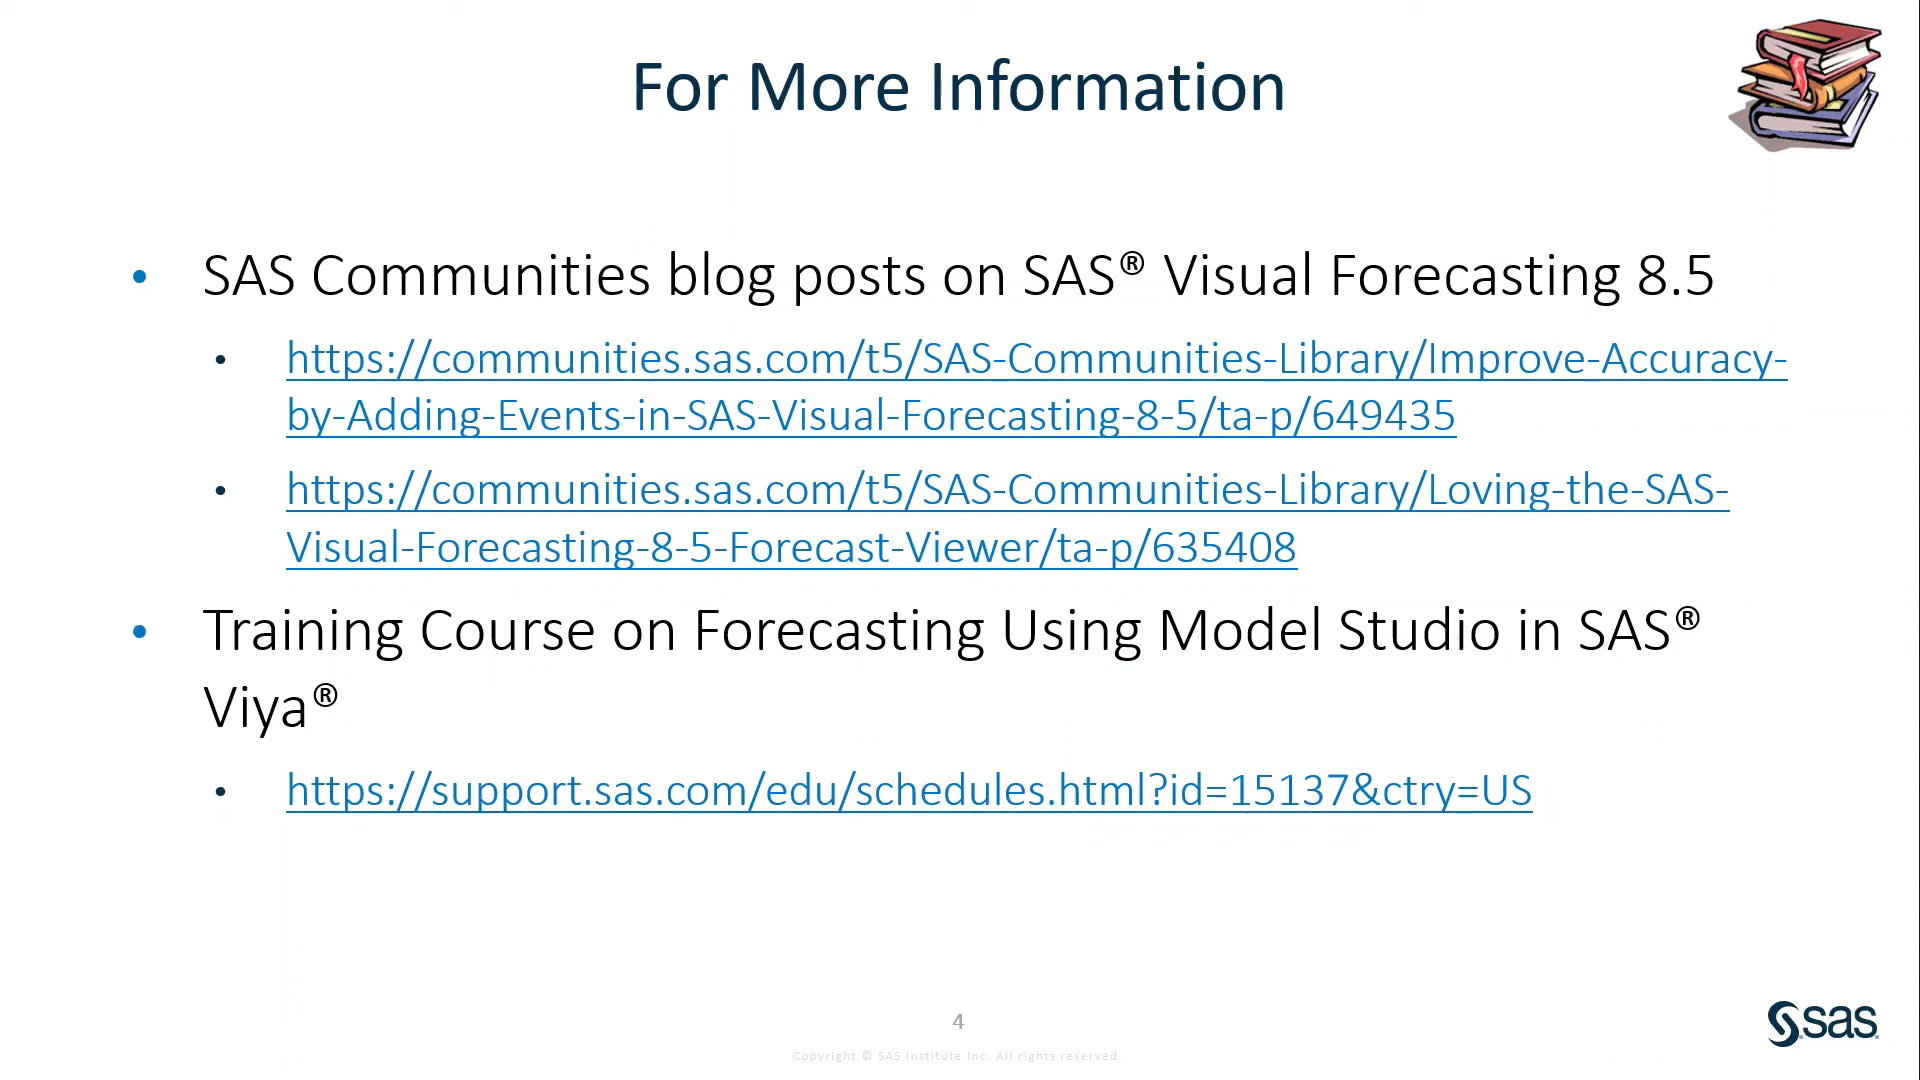 For More Information
• SAS Communities blog posts on SAS® Visual Forecasting 8.5
• https://communities.sas.com/t5/SAS-Communities-Library/Improve-Accuracy-
by-Adding-Events-in-SAS-Visual-Forecasting-8-5/ta-p/649435
• https://communities.sas.com/t5/SAS-Communities-Library/Loving-the-SAS-
Visual-Forecasting-8-5-Forecast-Viewer/ta-p/635408
• Training Course on Forecasting Using Model Studio in SAS®
Viya®
• https://support.sas.com/edu/schedules.html?id=15137&ctry=US
4
Copyright © SAS Institute Inc. All rights reserved.
sas